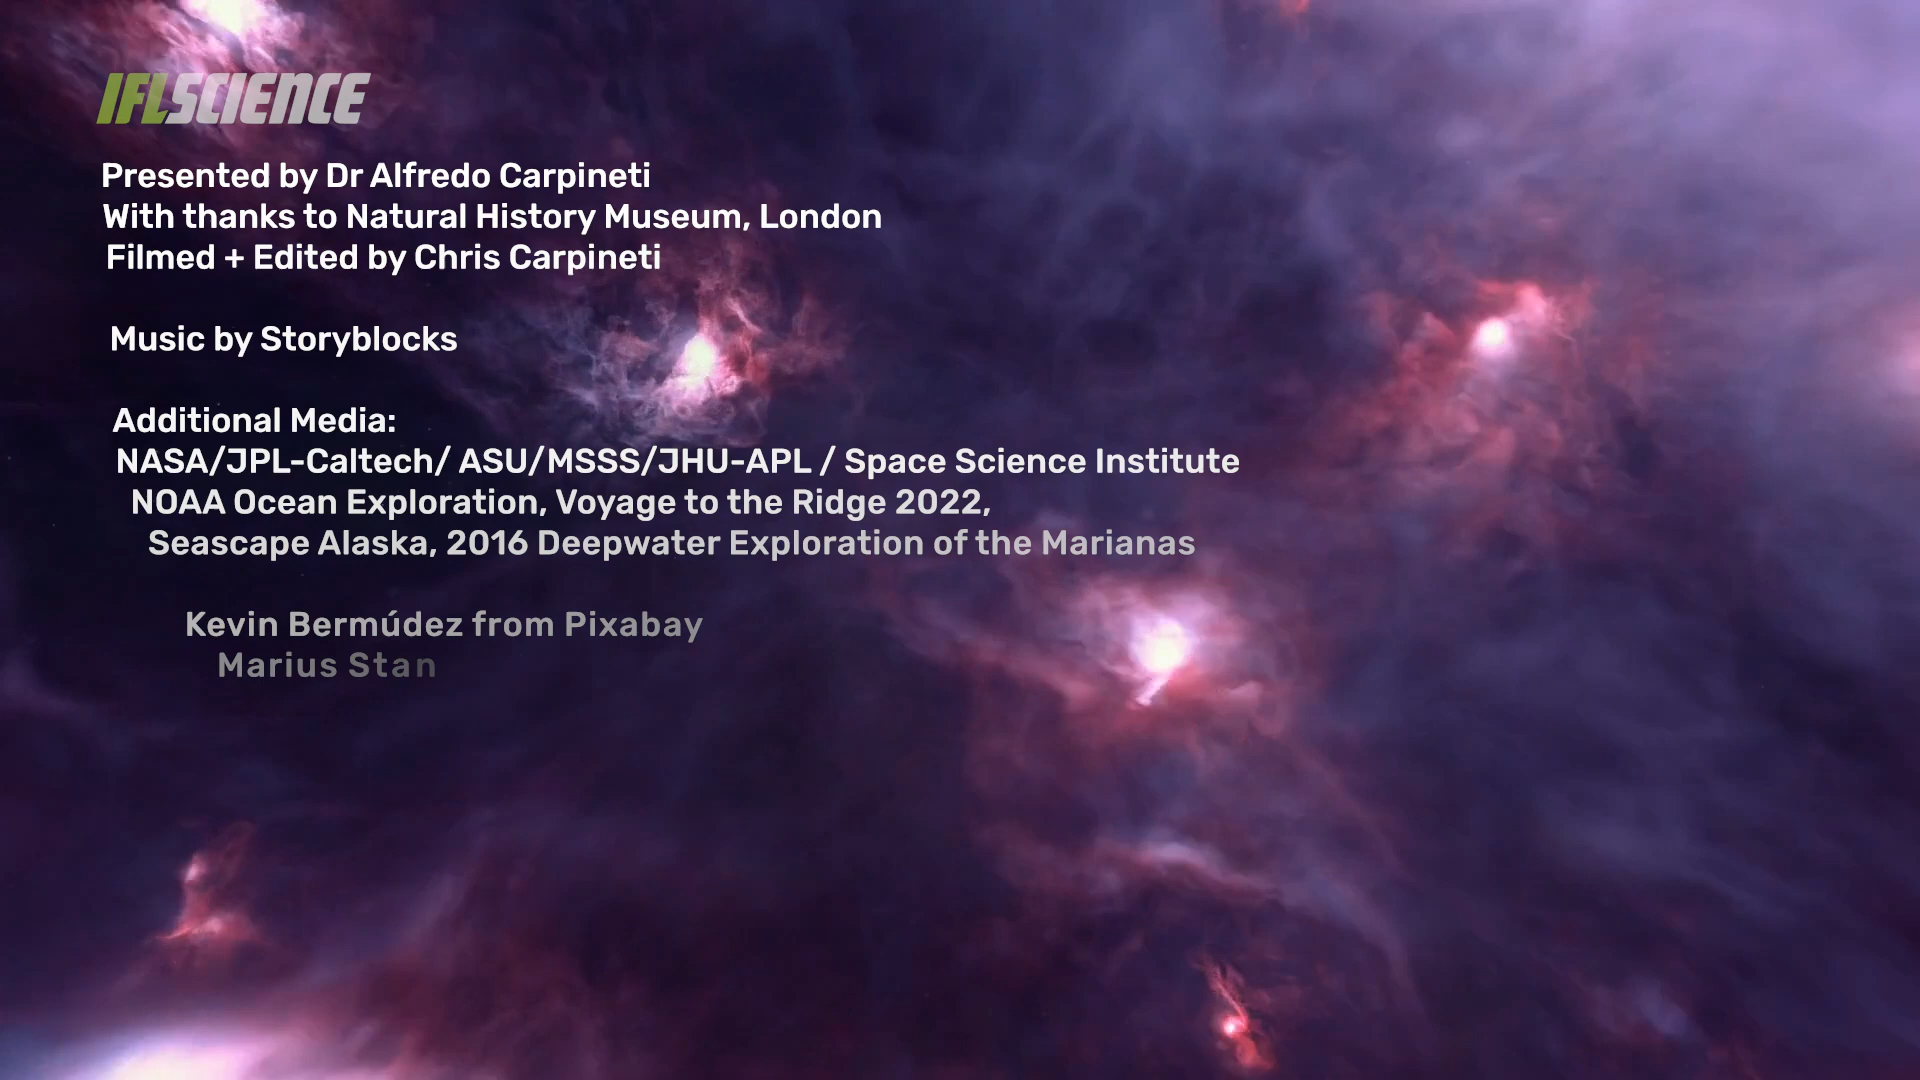 IFLSCIENCE
Presented by Dr Alfredo Carpineti
With thanks to Natural History Museum, London
Filmed + Edited by Chris Carpineti
Music by Storyblocks
Additional Media:
NASA/JPL-Caltech/ ASU/MSSS/JHU-APL / Space Science Institute
NOAA Ocean Exploration, Voyage to the Ridge 2022,
Seascape Alaska, 2016 Deepwater Exploration of the Marianas
Kevin Bermúdez from Pixabay
Marius Stan